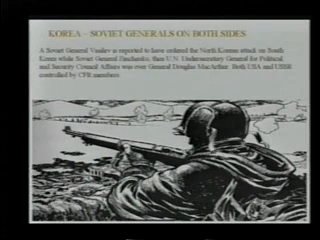 KOREA – SOVIET GENERALS ON BOTH SIDES
A Soviet General Vasilev is reported to have ordered the North Korean attack on South
Korea while Soviet General Zinchenko, then U.N. Undersecretary General for Political
and Security Council Affairs was over General Douglas MacArthur. Both USA and USSR
controlled by CFR members